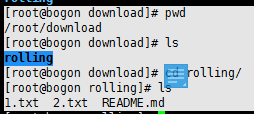 [root@bogon download]# pwd
/root/download
[root@bogon download]# ls
rolling
[root@bogon download]# cd rolling/
[root@bogon rolling]# ls
1.txt  2.txt  README.md